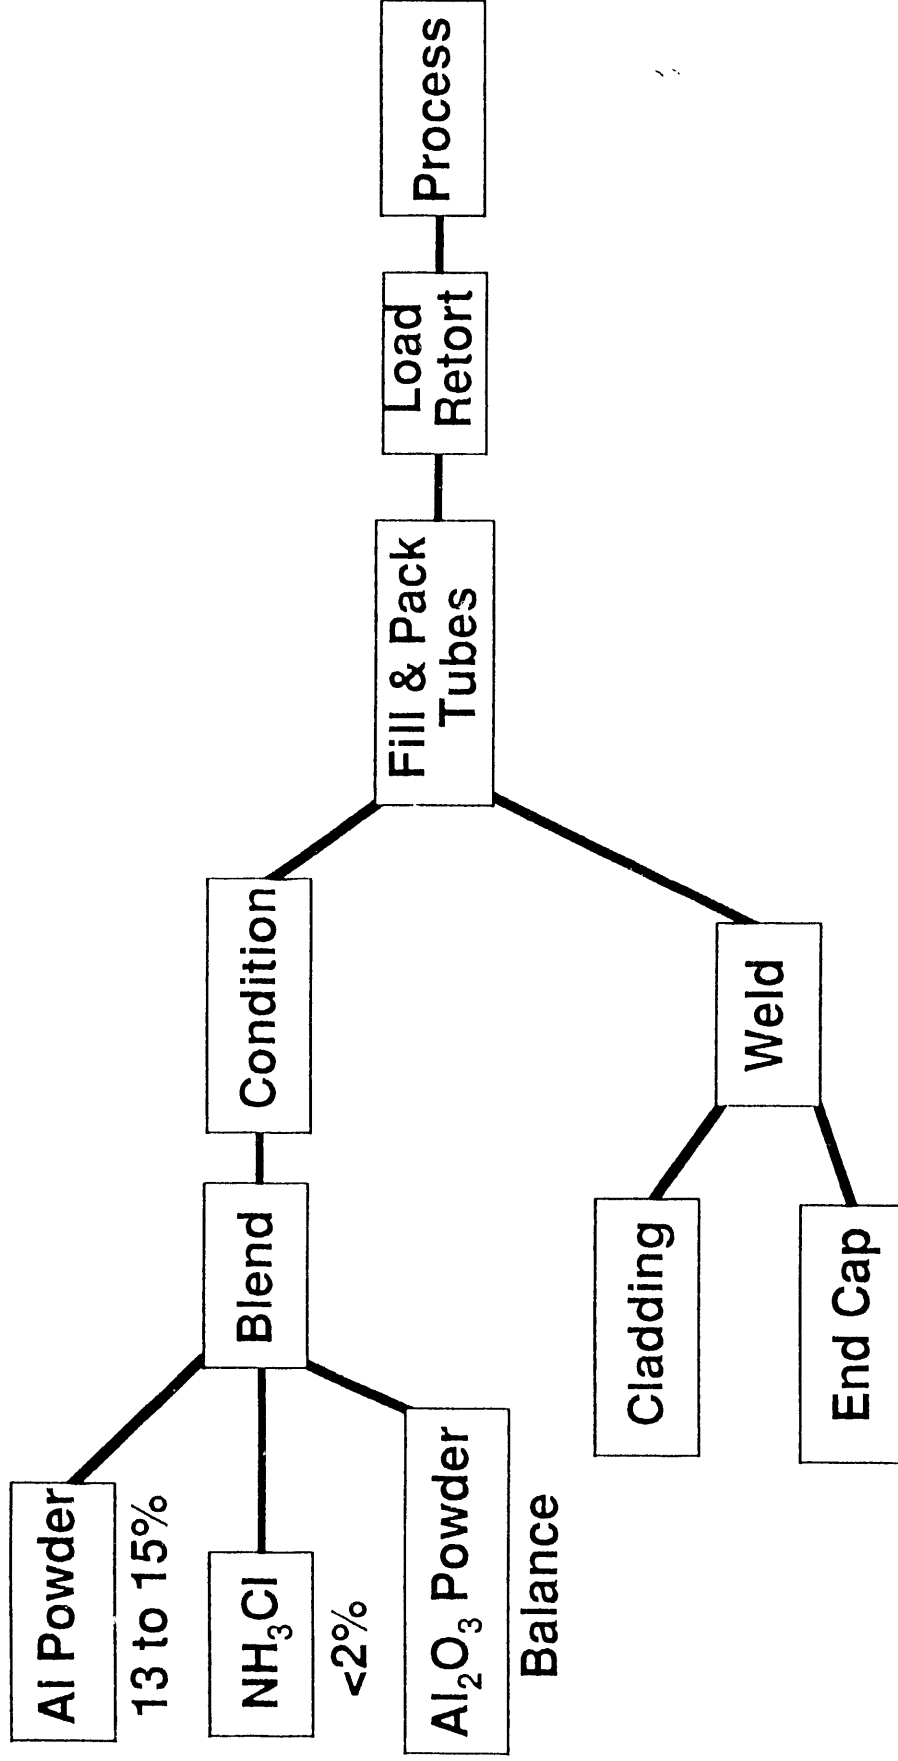 Al Powder
13 to 15%
NH₃Cl
<2%
Al₂O₃ Powder
Balance
Blend
Condition
Cladding
End Cap
Weld
Fill & Pack
Tubes
Load
Retort
Process